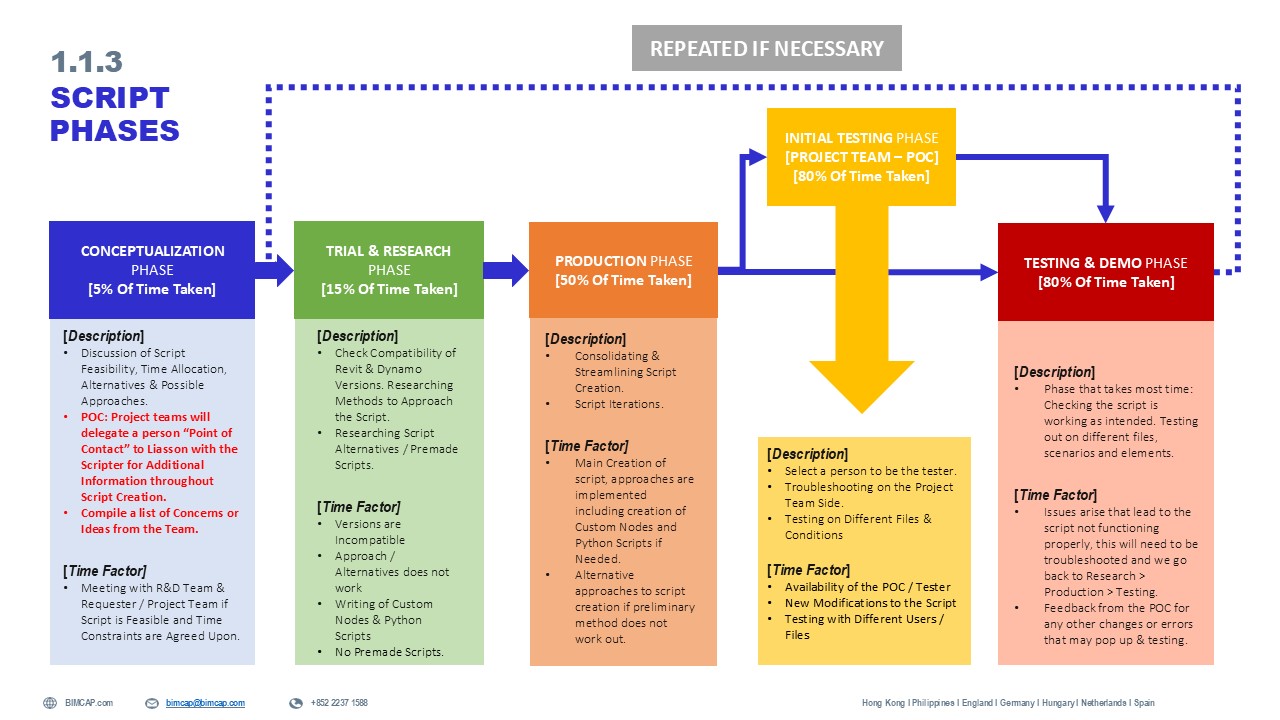 1.1.3
SCRIPT
PHASES
REPEATED IF NECESSARY
CONCEPTUALIZATION
PHASE
[5% Of Time Taken]
[Description]
• Discussion of Script
Feasibility, Time Allocation,
Alternatives & Possible
Approaches.
• POC: Project teams will
delegate a person “Point of
Contact” to Liasson with the
Scripter for Additional
Information throughout
Script Creation.
• Compile a list of Concerns or
Ideas from the Team.
[Time Factor]
• Meeting with R&D Team &
Requester / Project Team if
Script is Feasible and Time
Constraints are Agreed Upon.
TRIAL & RESEARCH
PHASE
[15% Of Time Taken]
[Description]
• Check Compatibility of
Revit & Dynamo
Versions. Researching
Methods to Approach
the Script.
• Researching Script
Alternatives / Premade
Scripts.
[Time Factor]
• Versions are
Incompatible
• Approach /
Alternatives does not
work
• Writing of Custom
Nodes & Python
Scripts
• No Premade Scripts.
PRODUCTION PHASE
[50% Of Time Taken]
[Description]
• Consolidating &
Streamlining Script
Creation.
• Script Iterations.
[Time Factor]
• Main Creation of
script, approaches are
implemented
including creation of
Custom Nodes and
Python Scripts if
Needed.
• Alternative
approaches to script
creation if preliminary
method does not
work out.
INITIAL TESTING PHASE
[PROJECT TEAM – POC]
[80% Of Time Taken]
[Description]
• Select a person to be the tester.
• Troubleshooting on the Project
Team Side.
• Testing on Different Files &
Conditions
[Time Factor]
• Availability of the POC / Tester
• New Modifications to the Script
• Testing with Different Users /
Files
TESTING & DEMO PHASE
[80% Of Time Taken]
[Description]
• Phase that takes most time:
Checking the script is
working as intended. Testing
out on different files,
scenarios and elements.
[Time Factor]
• Issues arise that lead to the
script not functioning
properly, this will need to be
troubleshooted and we go
back to Research >
Production > Testing.
• Feedback from the POC for
any other changes or errors
that may pop up & testing.
BIMCAP.com
bimcap@bimcap.com
+852 2237 1588
Hong Kong I Philippines I England I Germany I Hungary I Netherlands I Spain